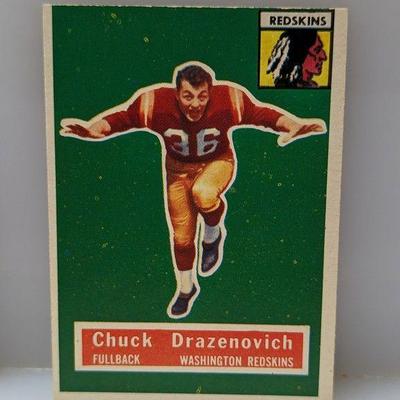 REDSKINS
36
Chuck Drazenovich
FULLBACK WASHINGTON REDSKINS